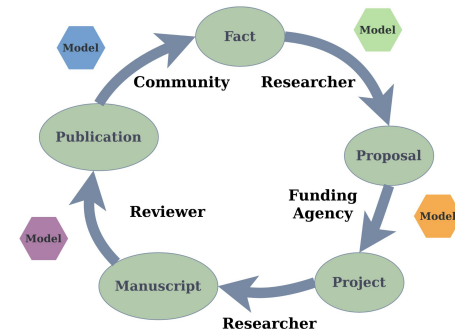 Fact
Model
Model
Community
Researcher
Publication
Proposal
Funding
Agency
Reviewer
Model
Model
Manuscript
Project
Researcher